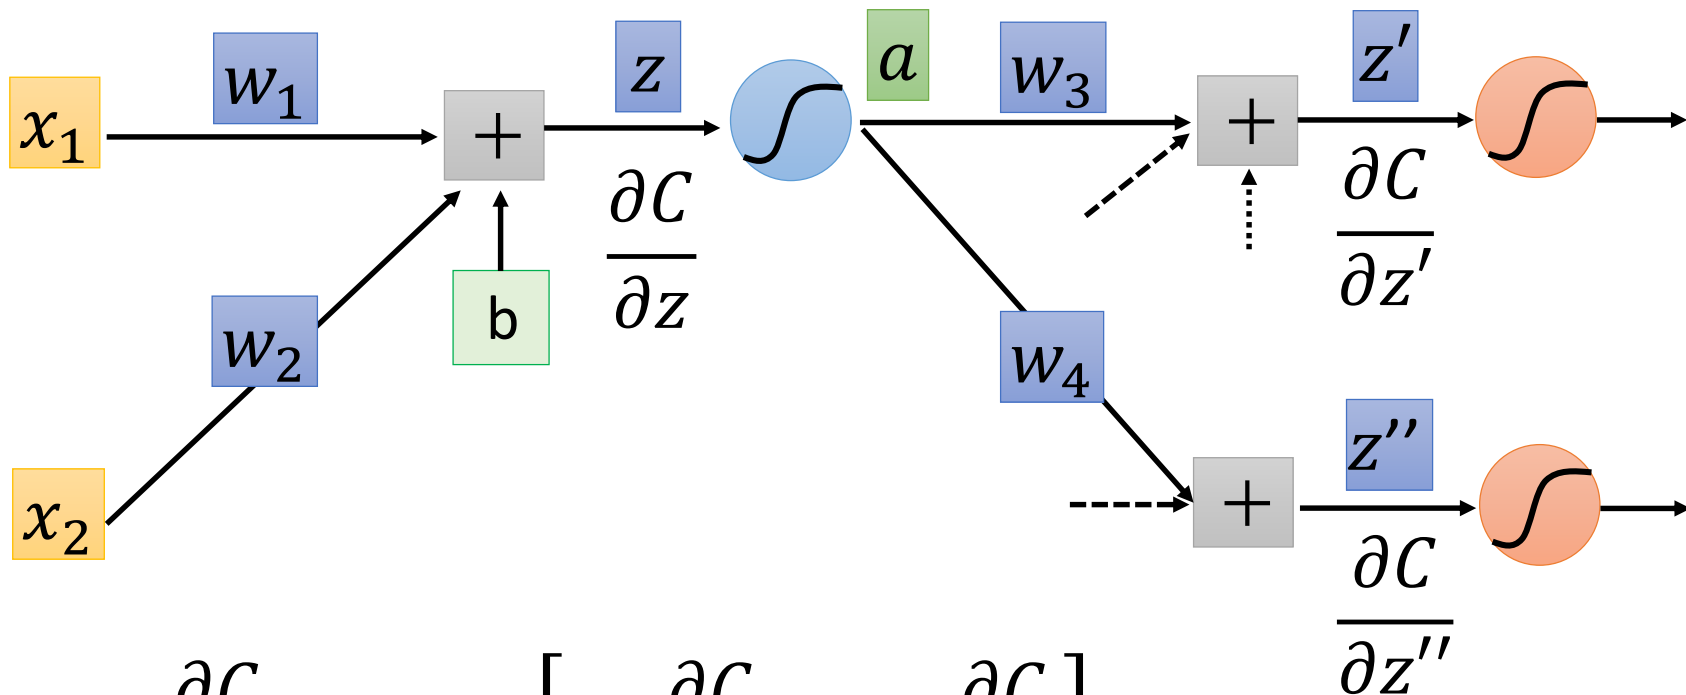 x₁
w₁
+
z
a
w₃
+
z′
∂C
∂z
∂C
∂z′
b
w₂
w₄
x₂
+
z′′
∂C
∂z′′
∂C [ ∂C ∂C ]